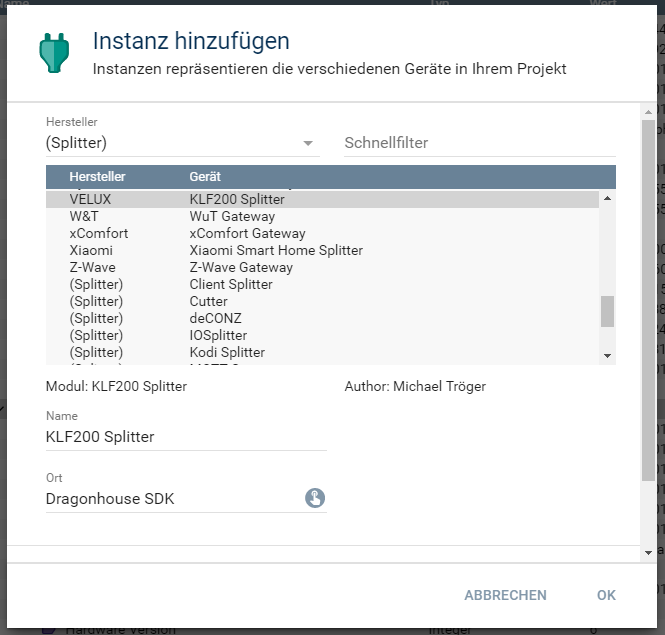 Instanz hinzufügen
Instanzen repräsentieren die verschiedenen Geräte in Ihrem Projekt
Hersteller
(Splitter) Schnellfilter
Hersteller Gerät
VELUX KLF200 Splitter
W&T WuT Gateway
xComfort xComfort Gateway
Xiaomi Xiaomi Smart Home Splitter
Z-Wave Z-Wave Gateway
(Splitter) Client Splitter
(Splitter) Cutter
(Splitter) deCONZ
(Splitter) IOSplitter
(Splitter) Kodi Splitter
Modul: KLF200 Splitter Author: Michael Tröger
Name
KLF200 Splitter
Ort
Dragonhouse SDK
ABBRECHEN OK
Hardware Version Integer 0